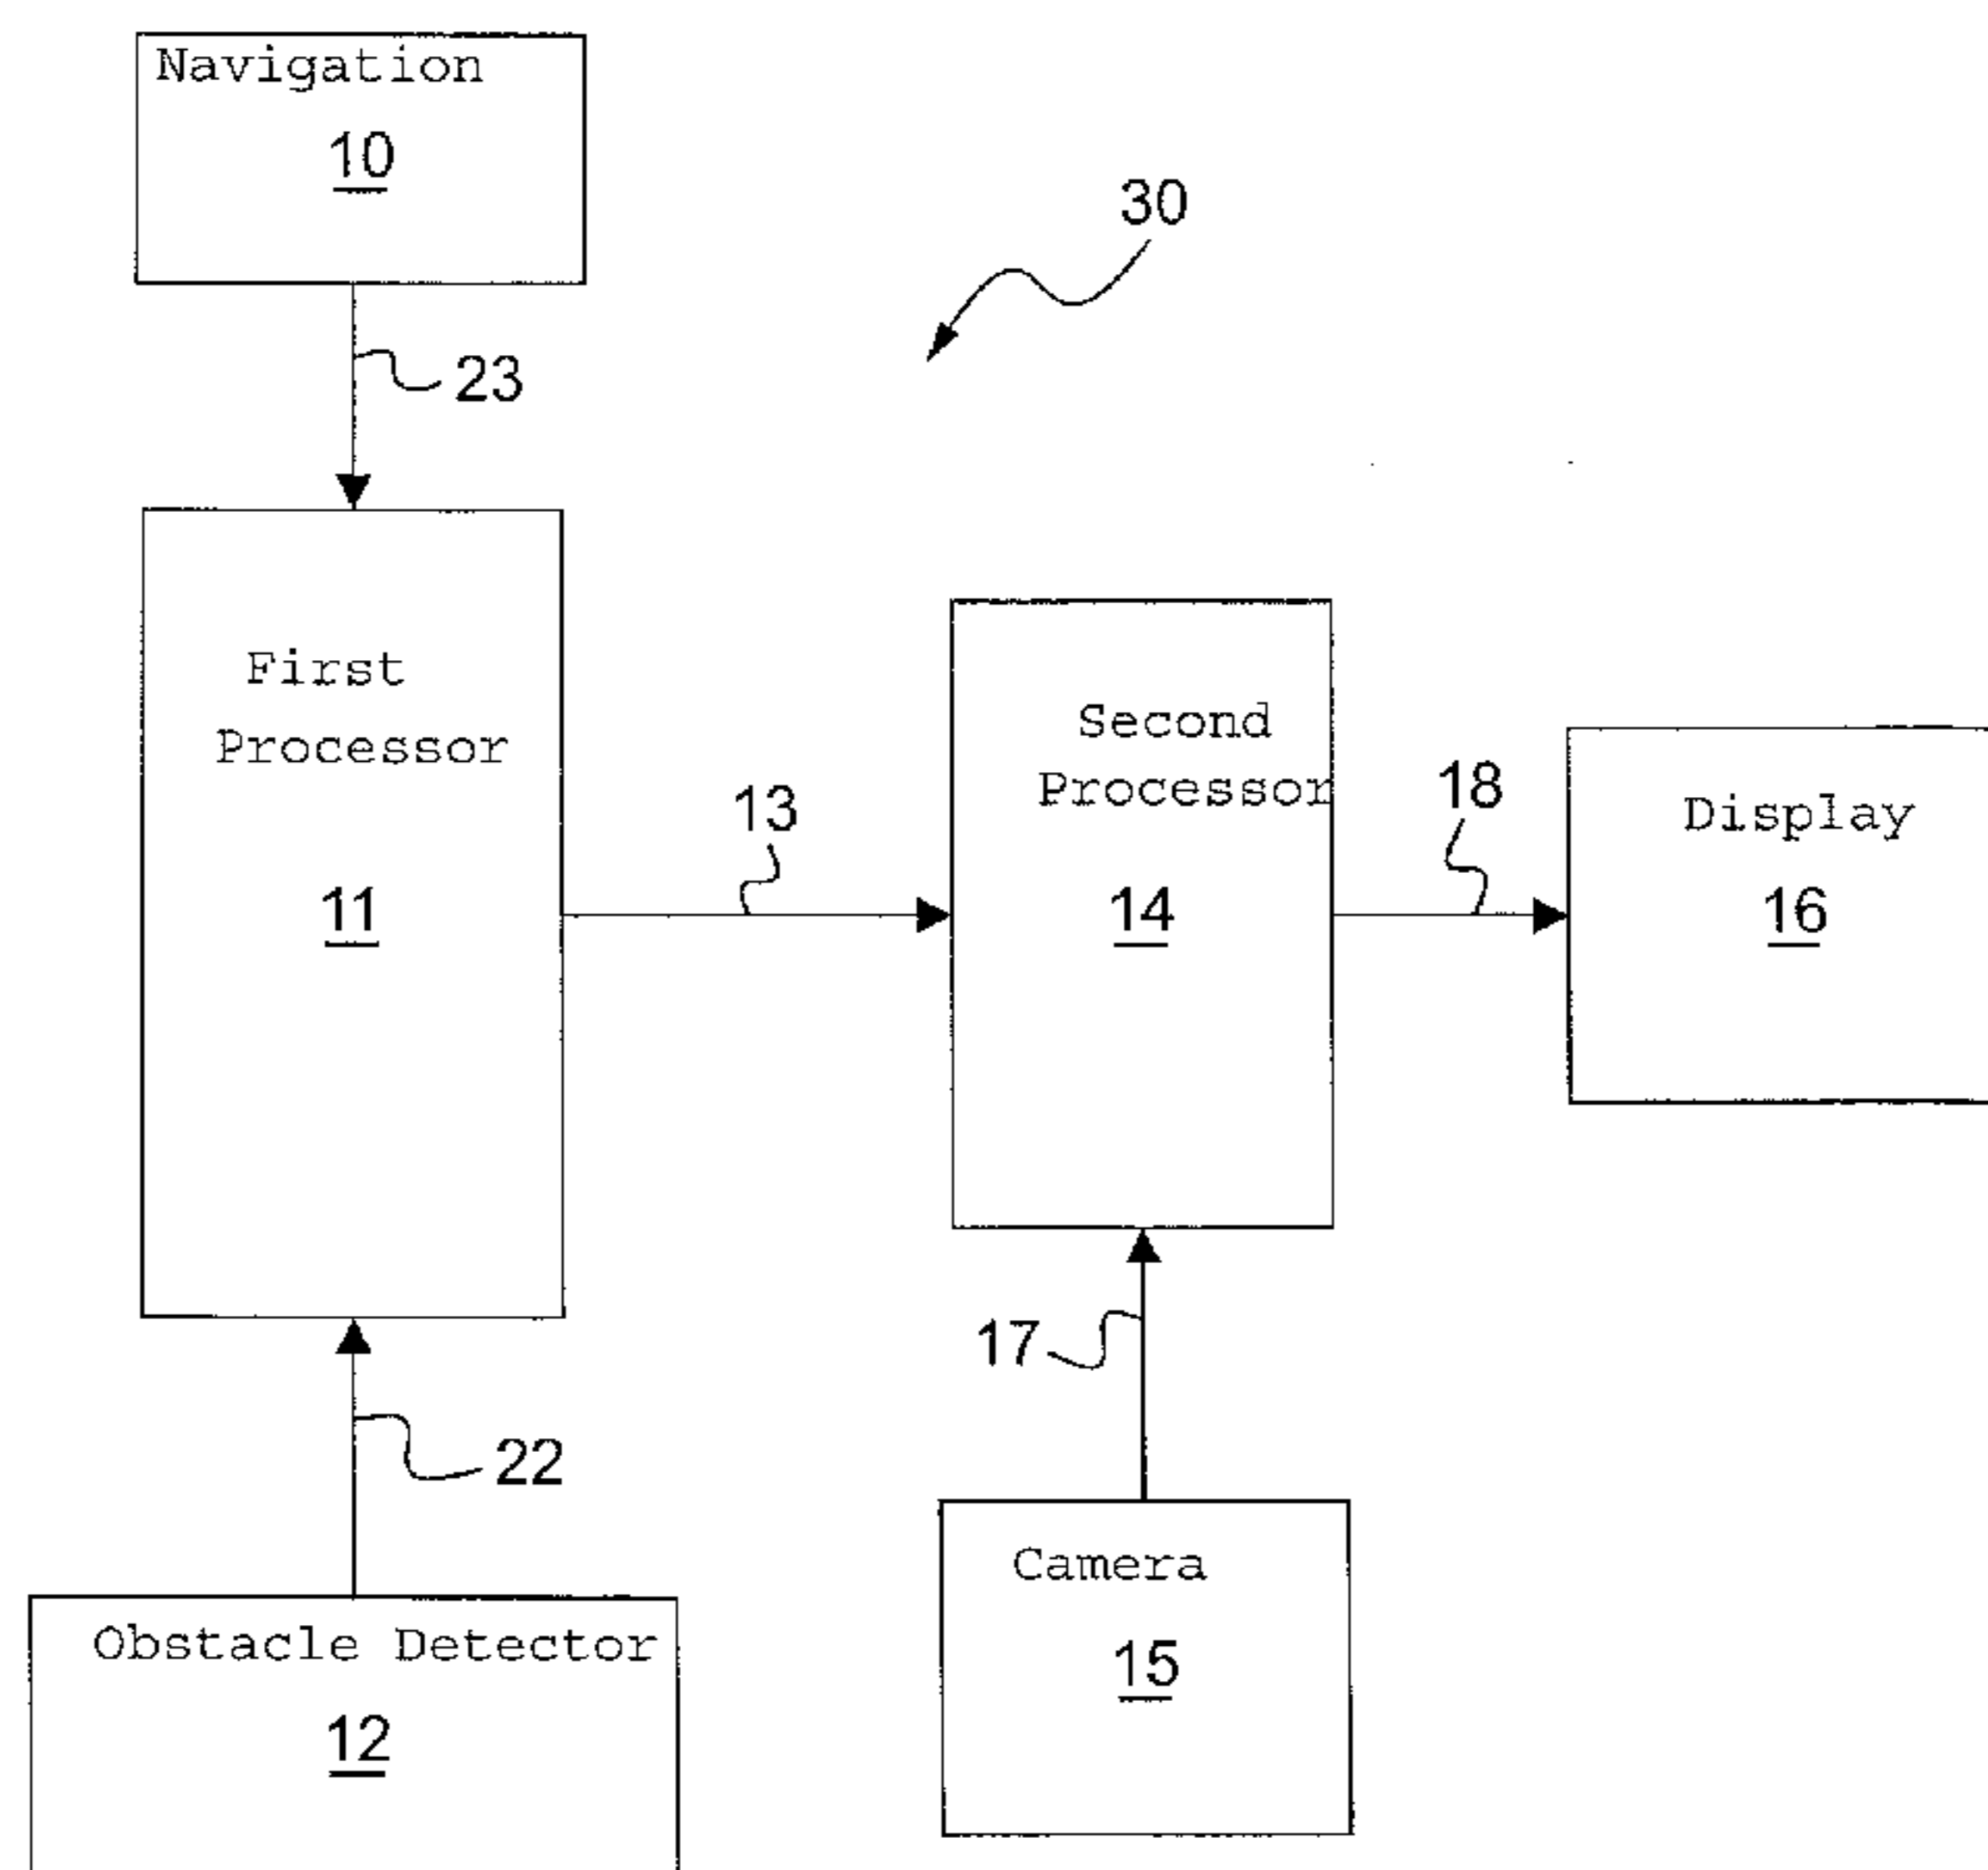 Navigation
10
30
23
First
Processor
11
13
Second
Processor
14
18
Display
16
17
22
Camera
15
Obstacle Detector
12